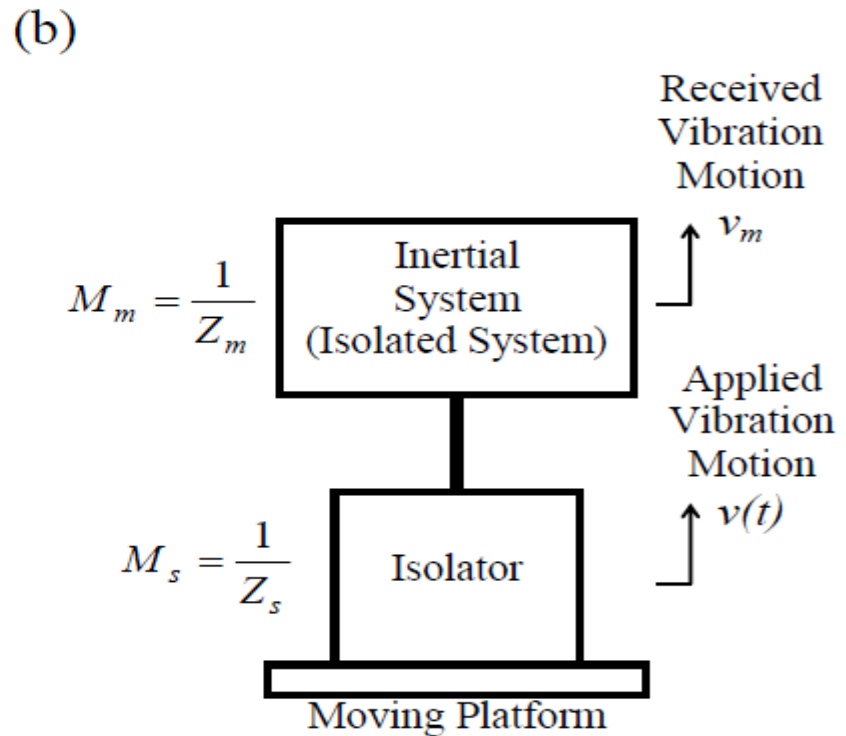 (b)
Received
Vibration
Motion
v_m
Inertial
System
(Isolated System)
M_m = 1/Z_m
Applied
Vibration
Motion
v(t)
M_s = 1/Z_s
Isolator
Moving Platform